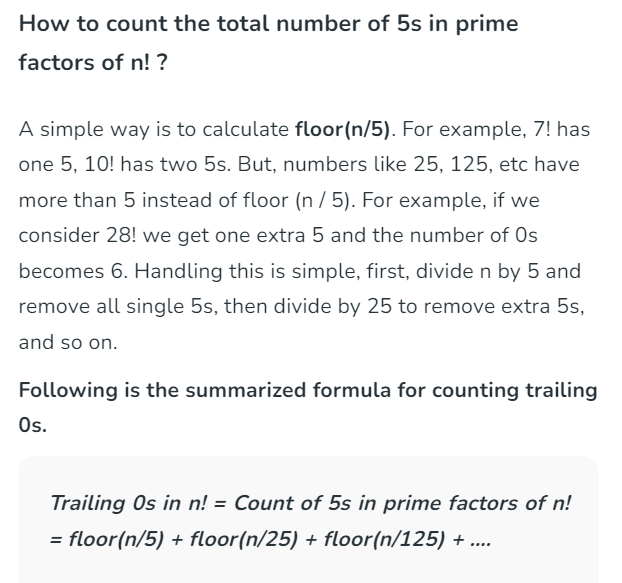 How to count the total number of 5s in prime
factors of n! ?
A simple way is to calculate floor(n/5). For example, 7! has
one 5, 10! has two 5s. But, numbers like 25, 125, etc have
more than 5 instead of floor (n / 5). For example, if we
consider 28! we get one extra 5 and the number of 0s
becomes 6. Handling this is simple, first, divide n by 5 and
remove all single 5s, then divide by 25 to remove extra 5s,
and so on.
Following is the summarized formula for counting trailing
0s.
Trailing 0s in n! = Count of 5s in prime factors of n!
= floor(n/5) + floor(n/25) + floor(n/125) + ....